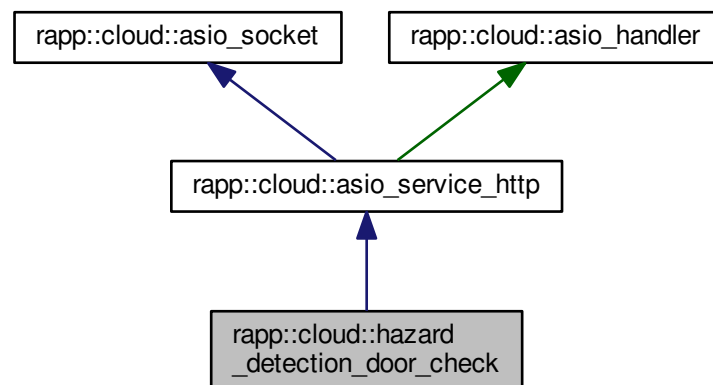 rapp::cloud::asio_socket
rapp::cloud::asio_handler
rapp::cloud::asio_service_http
rapp::cloud::hazard
_detection_door_check